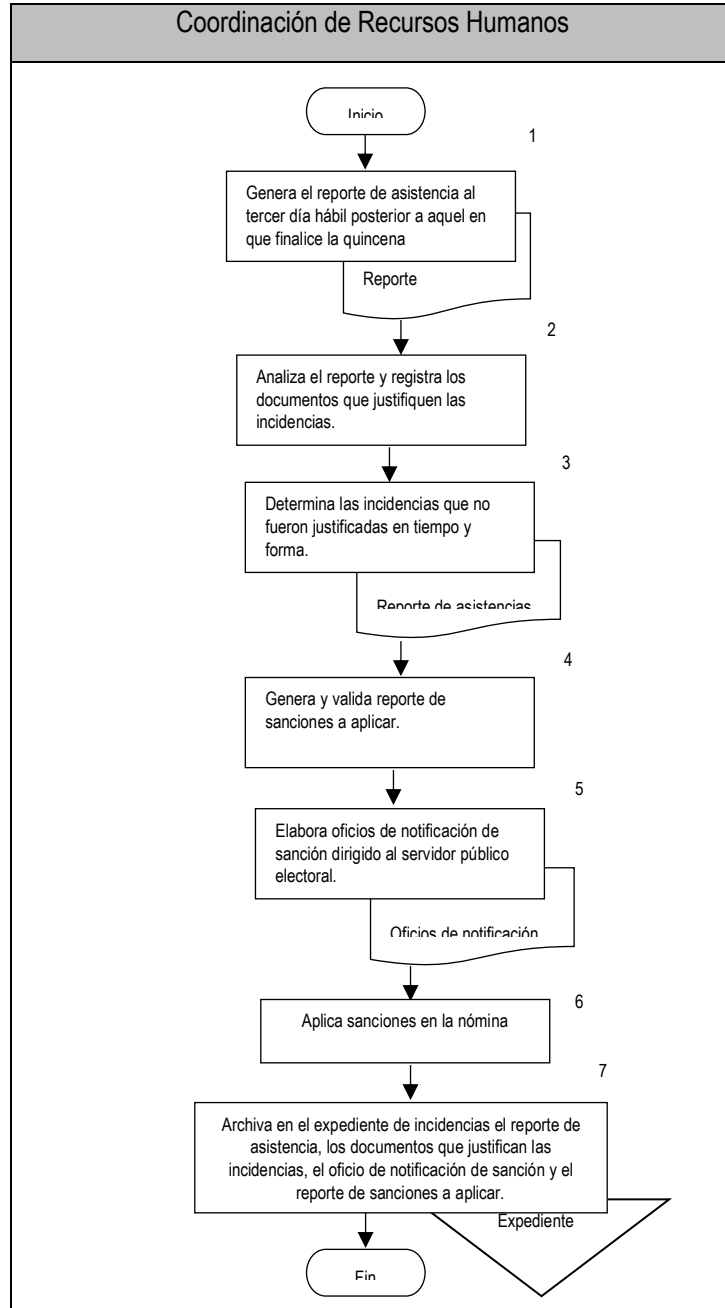 Coordinación de Recursos Humanos
Inicio
1
Genera el reporte de asistencia al
tercer día hábil posterior a aquel en
que finalice la quincena
Reporte
2
Analiza el reporte y registra los
documentos que justifiquen las
incidencias.
3
Determina las incidencias que no
fueron justificadas en tiempo y
forma.
Reporte de asistencias
4
Genera y valida reporte de
sanciones a aplicar.
5
Elabora oficios de notificación de
sanción dirigido al servidor público
electoral.
Oficios de notificación
6
Aplica sanciones en la nómina
7
Archiva en el expediente de incidencias el reporte de
asistencia, los documentos que justifican las
incidencias, el oficio de notificación de sanción y el
reporte de sanciones a aplicar.
Expediente
Fin